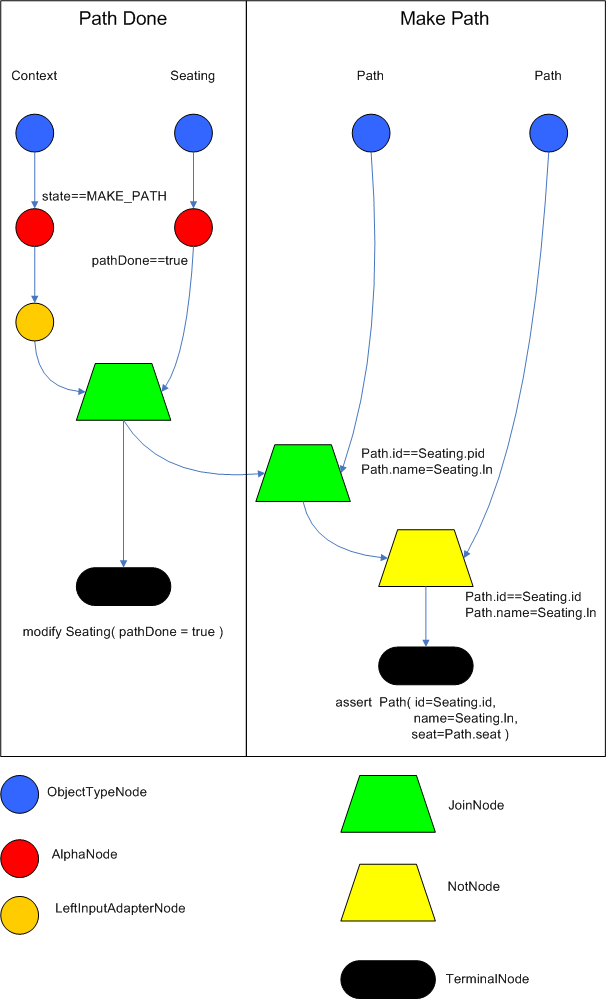 Path Done
Make Path
Context
Seating
Path
Path
state==MAKE_PATH
pathDone==true
Path.id==Seating.pid
Path.name=Seating.ln
Path.id==Seating.id
Path.name=Seating.ln
modify Seating( pathDone = true )
assert Path( id=Seating.id,
name=Seating.ln,
seat=Path.seat )
ObjectTypeNode
AlphaNode
LeftInputAdapterNode
JoinNode
NotNode
TerminalNode